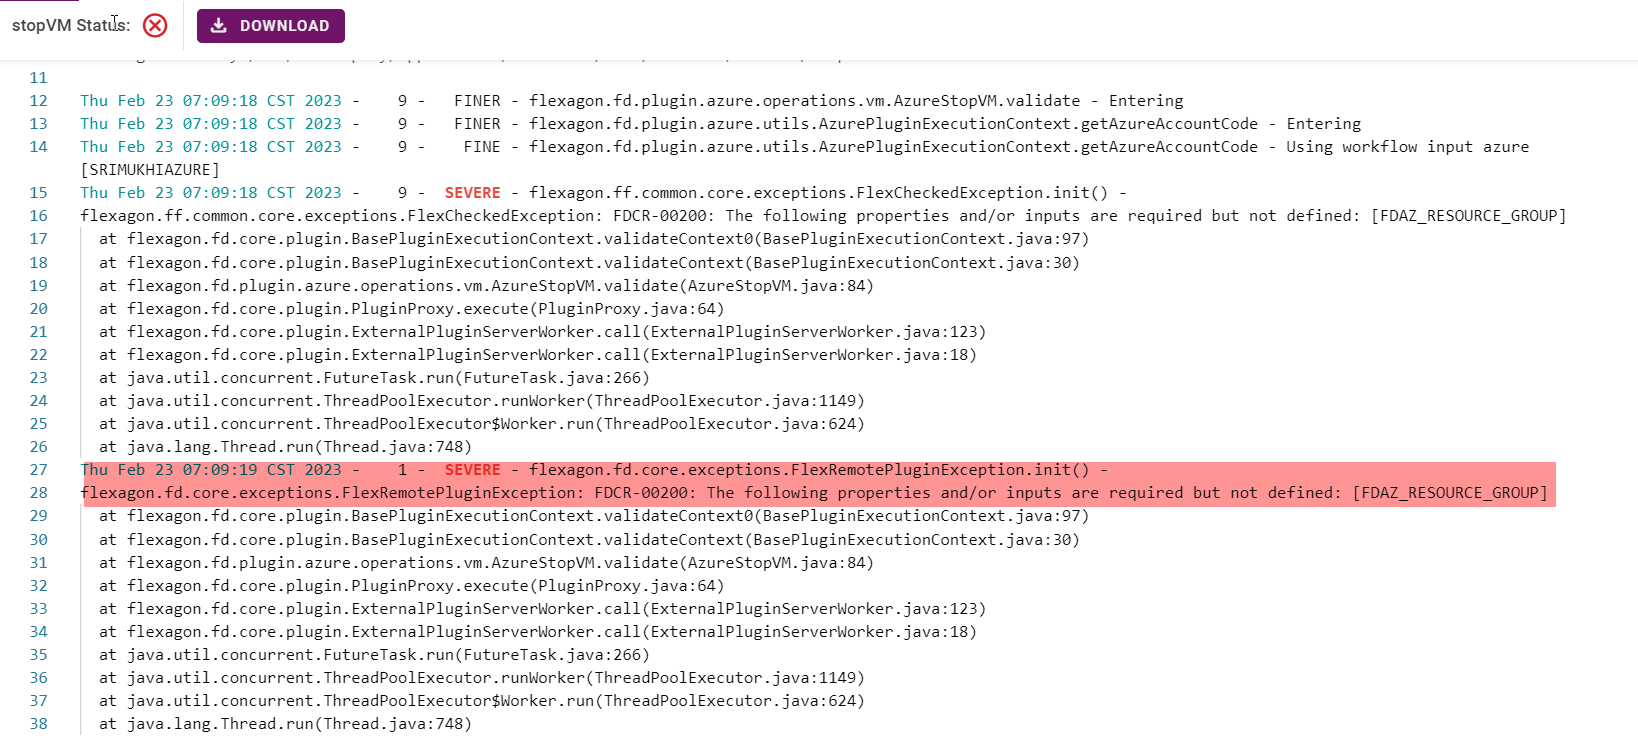 stopVM Status: DOWNLOAD
11
12 Thu Feb 23 07:09:18 CST 2023 - 9 - FINER - flexagon.fd.plugin.azure.operations.vm.AzureStopVM.validate - Entering
13 Thu Feb 23 07:09:18 CST 2023 - 9 - FINER - flexagon.fd.plugin.azure.utils.AzurePluginExecutionContext.getAzureAccountCode - Entering
14 Thu Feb 23 07:09:18 CST 2023 - 9 - FINE - flexagon.fd.plugin.azure.utils.AzurePluginExecutionContext.getAzureAccountCode - Using workflow input azure
[SRIMUKHIAZURE]
15 Thu Feb 23 07:09:18 CST 2023 - 9 - SEVERE - flexagon.ff.common.core.exceptions.FlexCheckedException.init() -
16 flexagon.ff.common.core.exceptions.FlexCheckedException: FDCR-00200: The following properties and/or inputs are required but not defined: [FDAZ_RESOURCE_GROUP]
17 at flexagon.fd.core.plugin.BasePluginExecutionContext.validateContext0(BasePluginExecutionContext.java:97)
18 at flexagon.fd.core.plugin.BasePluginExecutionContext.validateContext(BasePluginExecutionContext.java:30)
19 at flexagon.fd.plugin.azure.operations.vm.AzureStopVM.validate(AzureStopVM.java:84)
20 at flexagon.fd.core.plugin.PluginProxy.execute(PluginProxy.java:64)
21 at flexagon.fd.core.plugin.ExternalPluginServerWorker.call(ExternalPluginServerWorker.java:123)
22 at flexagon.fd.core.plugin.ExternalPluginServerWorker.call(ExternalPluginServerWorker.java:18)
23 at java.util.concurrent.FutureTask.run(FutureTask.java:266)
24 at java.util.concurrent.ThreadPoolExecutor.runWorker(ThreadPoolExecutor.java:1149)
25 at java.util.concurrent.ThreadPoolExecutor$Worker.run(ThreadPoolExecutor.java:624)
26 at java.lang.Thread.run(Thread.java:748)
27 Thu Feb 23 07:09:19 CST 2023 - 1 - SEVERE - flexagon.fd.core.exceptions.FlexRemotePluginException.init() -
28 flexagon.fd.core.exceptions.FlexRemotePluginException: FDCR-00200: The following properties and/or inputs are required but not defined: [FDAZ_RESOURCE_GROUP]
29 at flexagon.fd.core.plugin.BasePluginExecutionContext.validateContext0(BasePluginExecutionContext.java:97)
30 at flexagon.fd.core.plugin.BasePluginExecutionContext.validateContext(BasePluginExecutionContext.java:30)
31 at flexagon.fd.plugin.azure.operations.vm.AzureStopVM.validate(AzureStopVM.java:84)
32 at flexagon.fd.core.plugin.PluginProxy.execute(PluginProxy.java:64)
33 at flexagon.fd.core.plugin.ExternalPluginServerWorker.call(ExternalPluginServerWorker.java:123)
34 at flexagon.fd.core.plugin.ExternalPluginServerWorker.call(ExternalPluginServerWorker.java:18)
35 at java.util.concurrent.FutureTask.run(FutureTask.java:266)
36 at java.util.concurrent.ThreadPoolExecutor.runWorker(ThreadPoolExecutor.java:1149)
37 at java.util.concurrent.ThreadPoolExecutor$Worker.run(ThreadPoolExecutor.java:624)
38 at java.lang.Thread.run(Thread.java:748)